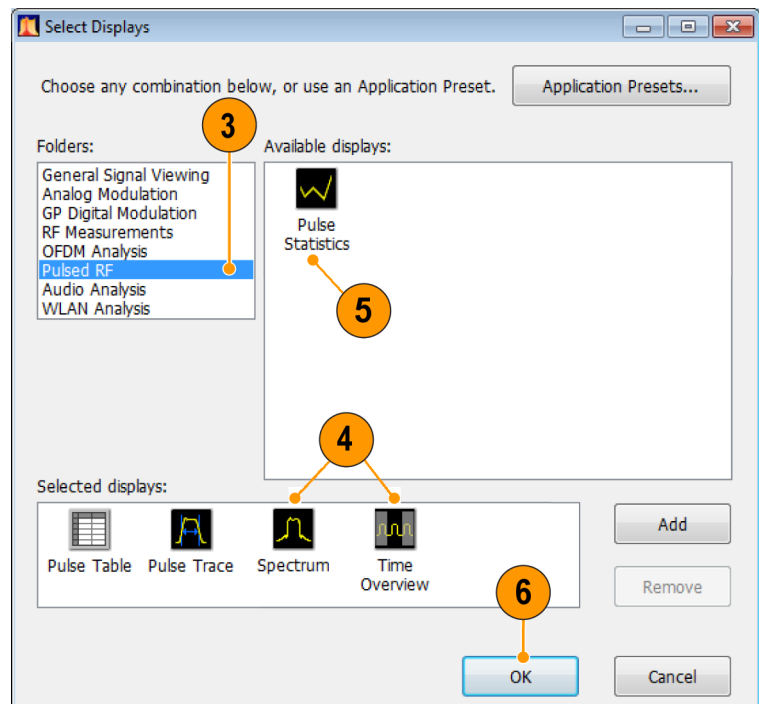 Select Displays
Choose any combination below, or use an Application Preset.
Application Presets...
3
Folders:
Available displays:
General Signal Viewing
Analog Modulation
GP Digital Modulation
RF Measurements
OFDM Analysis
Pulsed RF
Audio Analysis
WLAN Analysis
Pulse
Statistics
5
4
Selected displays:
Pulse Table
Pulse Trace
Spectrum
Time
Overview
Add
Remove
6
OK
Cancel